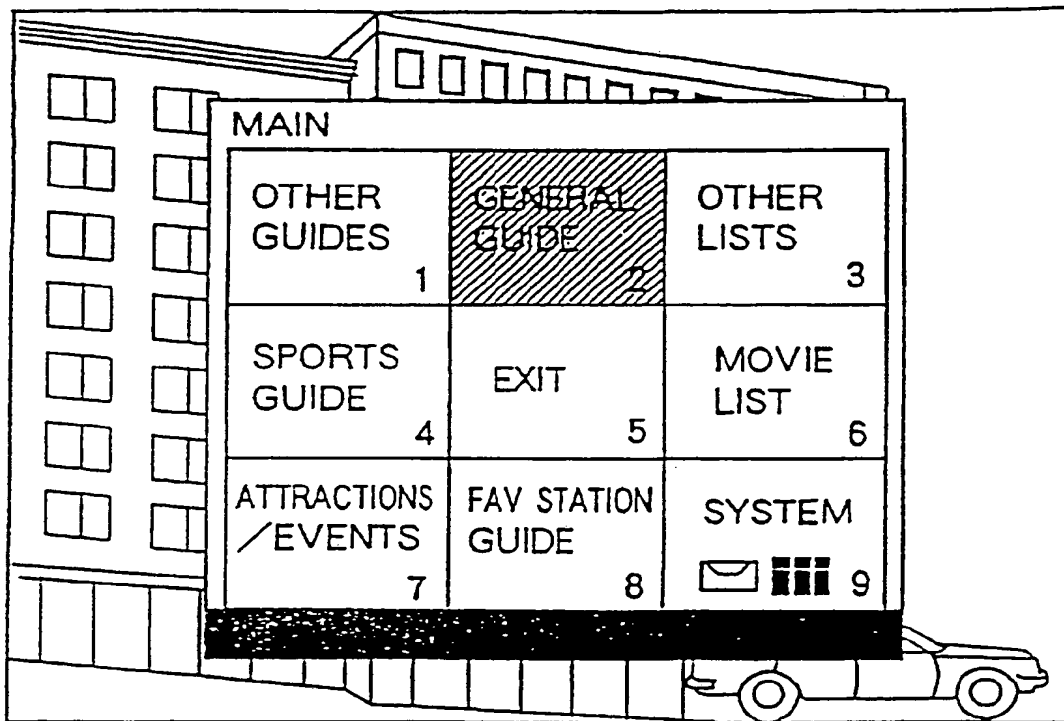 MAIN
OTHER
GUIDES
1
GENERAL
GUIDE
2
OTHER
LISTS
3
SPORTS
GUIDE
4
EXIT
5
MOVIE
LIST
6
ATTRACTIONS
/EVENTS
7
FAV STATION
GUIDE
8
SYSTEM
9